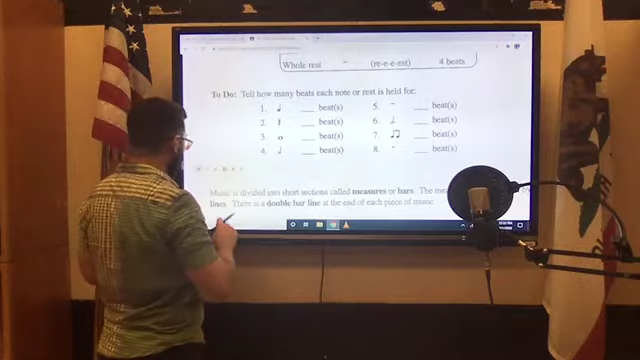 Whole rest - (re-e-e-est) 4 beats
To Do: Tell how many beats each note or rest is held for:
1. ♩ ___ beat(s) 5. ___ beat(s)
2. ___ beat(s) 6. ___ beat(s)
3. ___ beat(s) 7. ♫ ___ beat(s)
4. ___ beat(s) 8. ___ beat(s)
Music is divided into short sections called measures or bars. The
lines. There is a double bar line at the end of each piece of music.